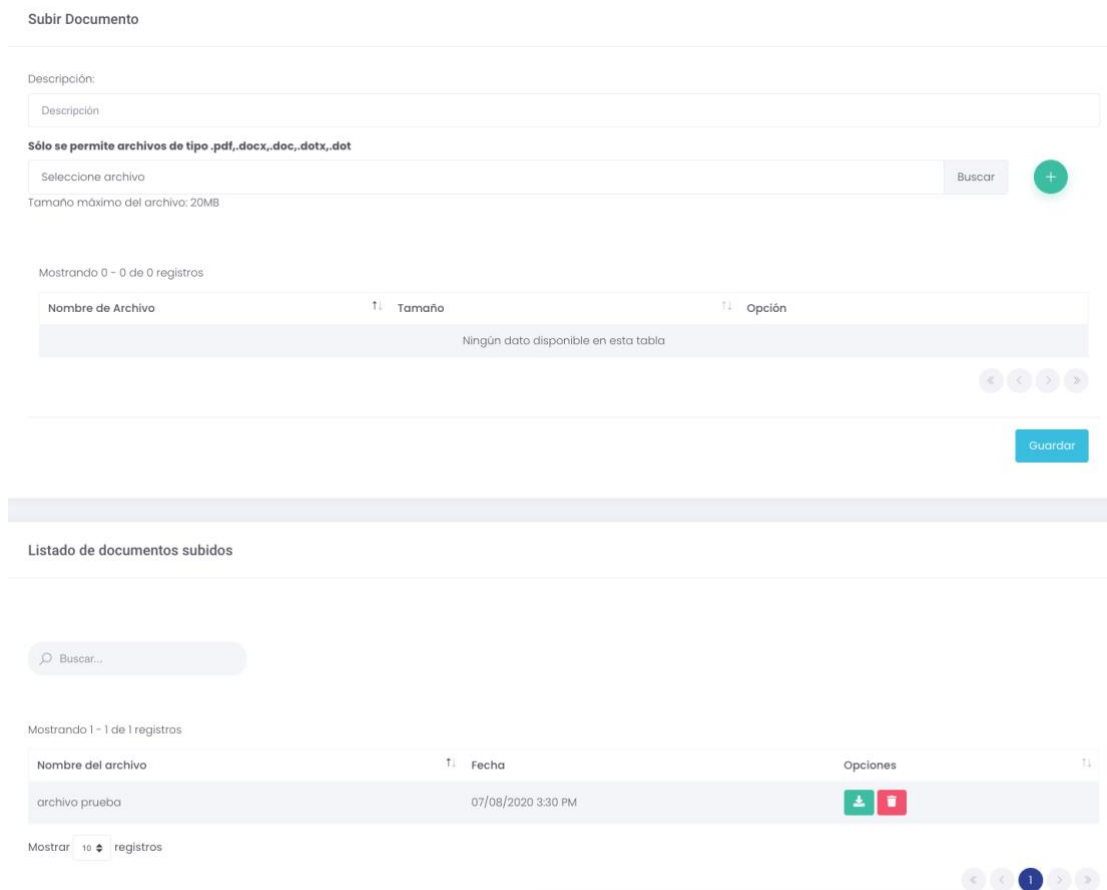 Subir Documento
Descripción:
Descripción
Sólo se permite archivos de tipo .pdf,.docx,.doc,.dotx,.dot
Seleccione archivo Buscar +
Tamaño máximo del archivo: 20MB
Mostrando 0 - 0 de 0 registros
Nombre de Archivo Tamaño Opción
Ningún dato disponible en esta tabla
Guardar
Listado de documentos subidos
Buscar...
Mostrando 1 - 1 de 1 registros
Nombre del archivo Fecha Opciones
archivo prueba 07/08/2020 3:30 PM
Mostrar 10 registros
1